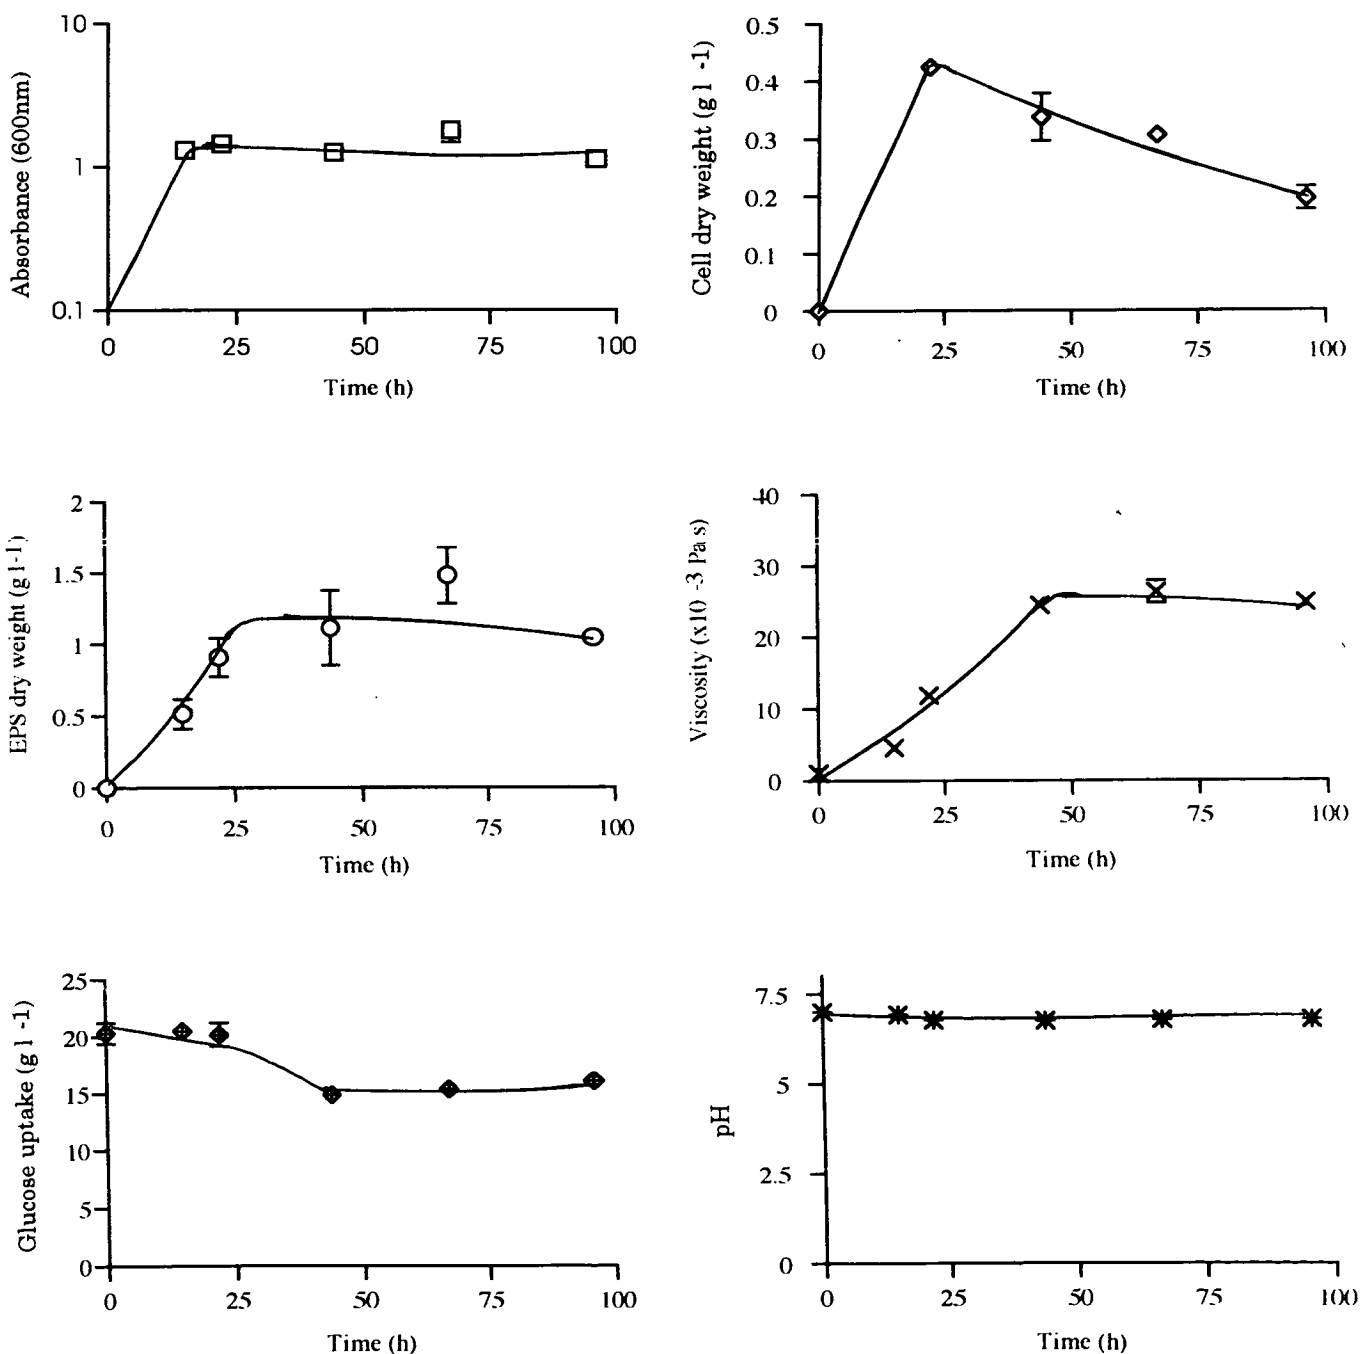 10
1
0.1
Absorbance (600nm)
0 25 50 75 100
Time (h)
0.5
0.4
0.3
0.2
0.1
0
Cell dry weight (g l -1)
0 25 50 75 100
Time (h)
2
1.5
1
0.5
0
EPS dry weight (g l-1)
0 25 50 75 100
Time (h)
40
30
20
10
0
Viscosity (x10 -3 Pa s)
0 25 50 75 100
Time (h)
25
20
15
10
5
0
Glucose uptake (g l -1)
0 25 50 75 100
Time (h)
7.5
5
2.5
0
pH
0 25 50 75 100
Time (h)